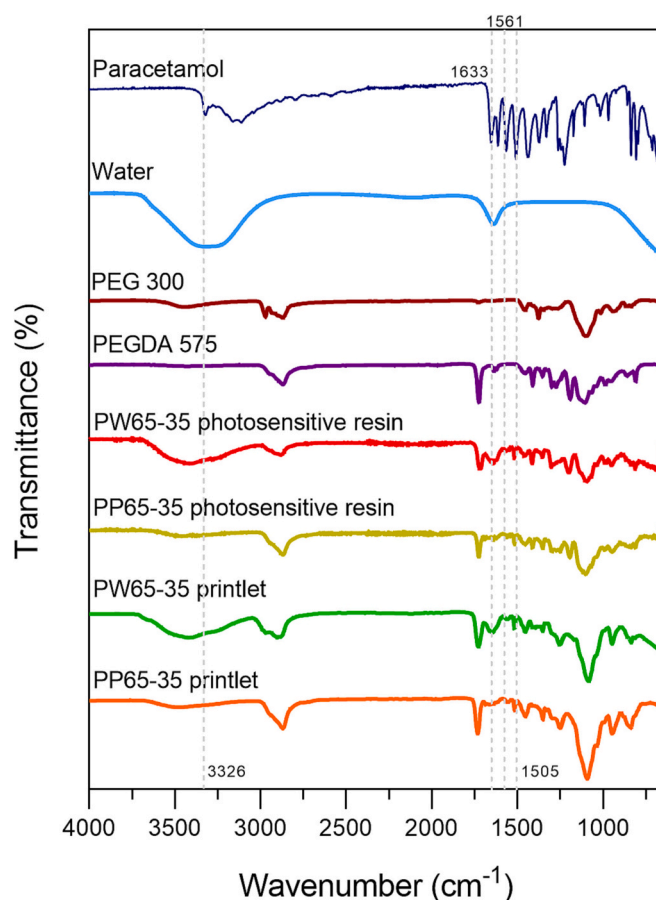 1561
1633
Paracetamol
Water
PEG 300
PEGDA 575
PW65-35 photosensitive resin
PP65-35 photosensitive resin
PW65-35 printlet
PP65-35 printlet
3326
1505
Transmittance (%)
4000 3500 3000 2500 2000 1500 1000
Wavenumber (cm⁻¹)